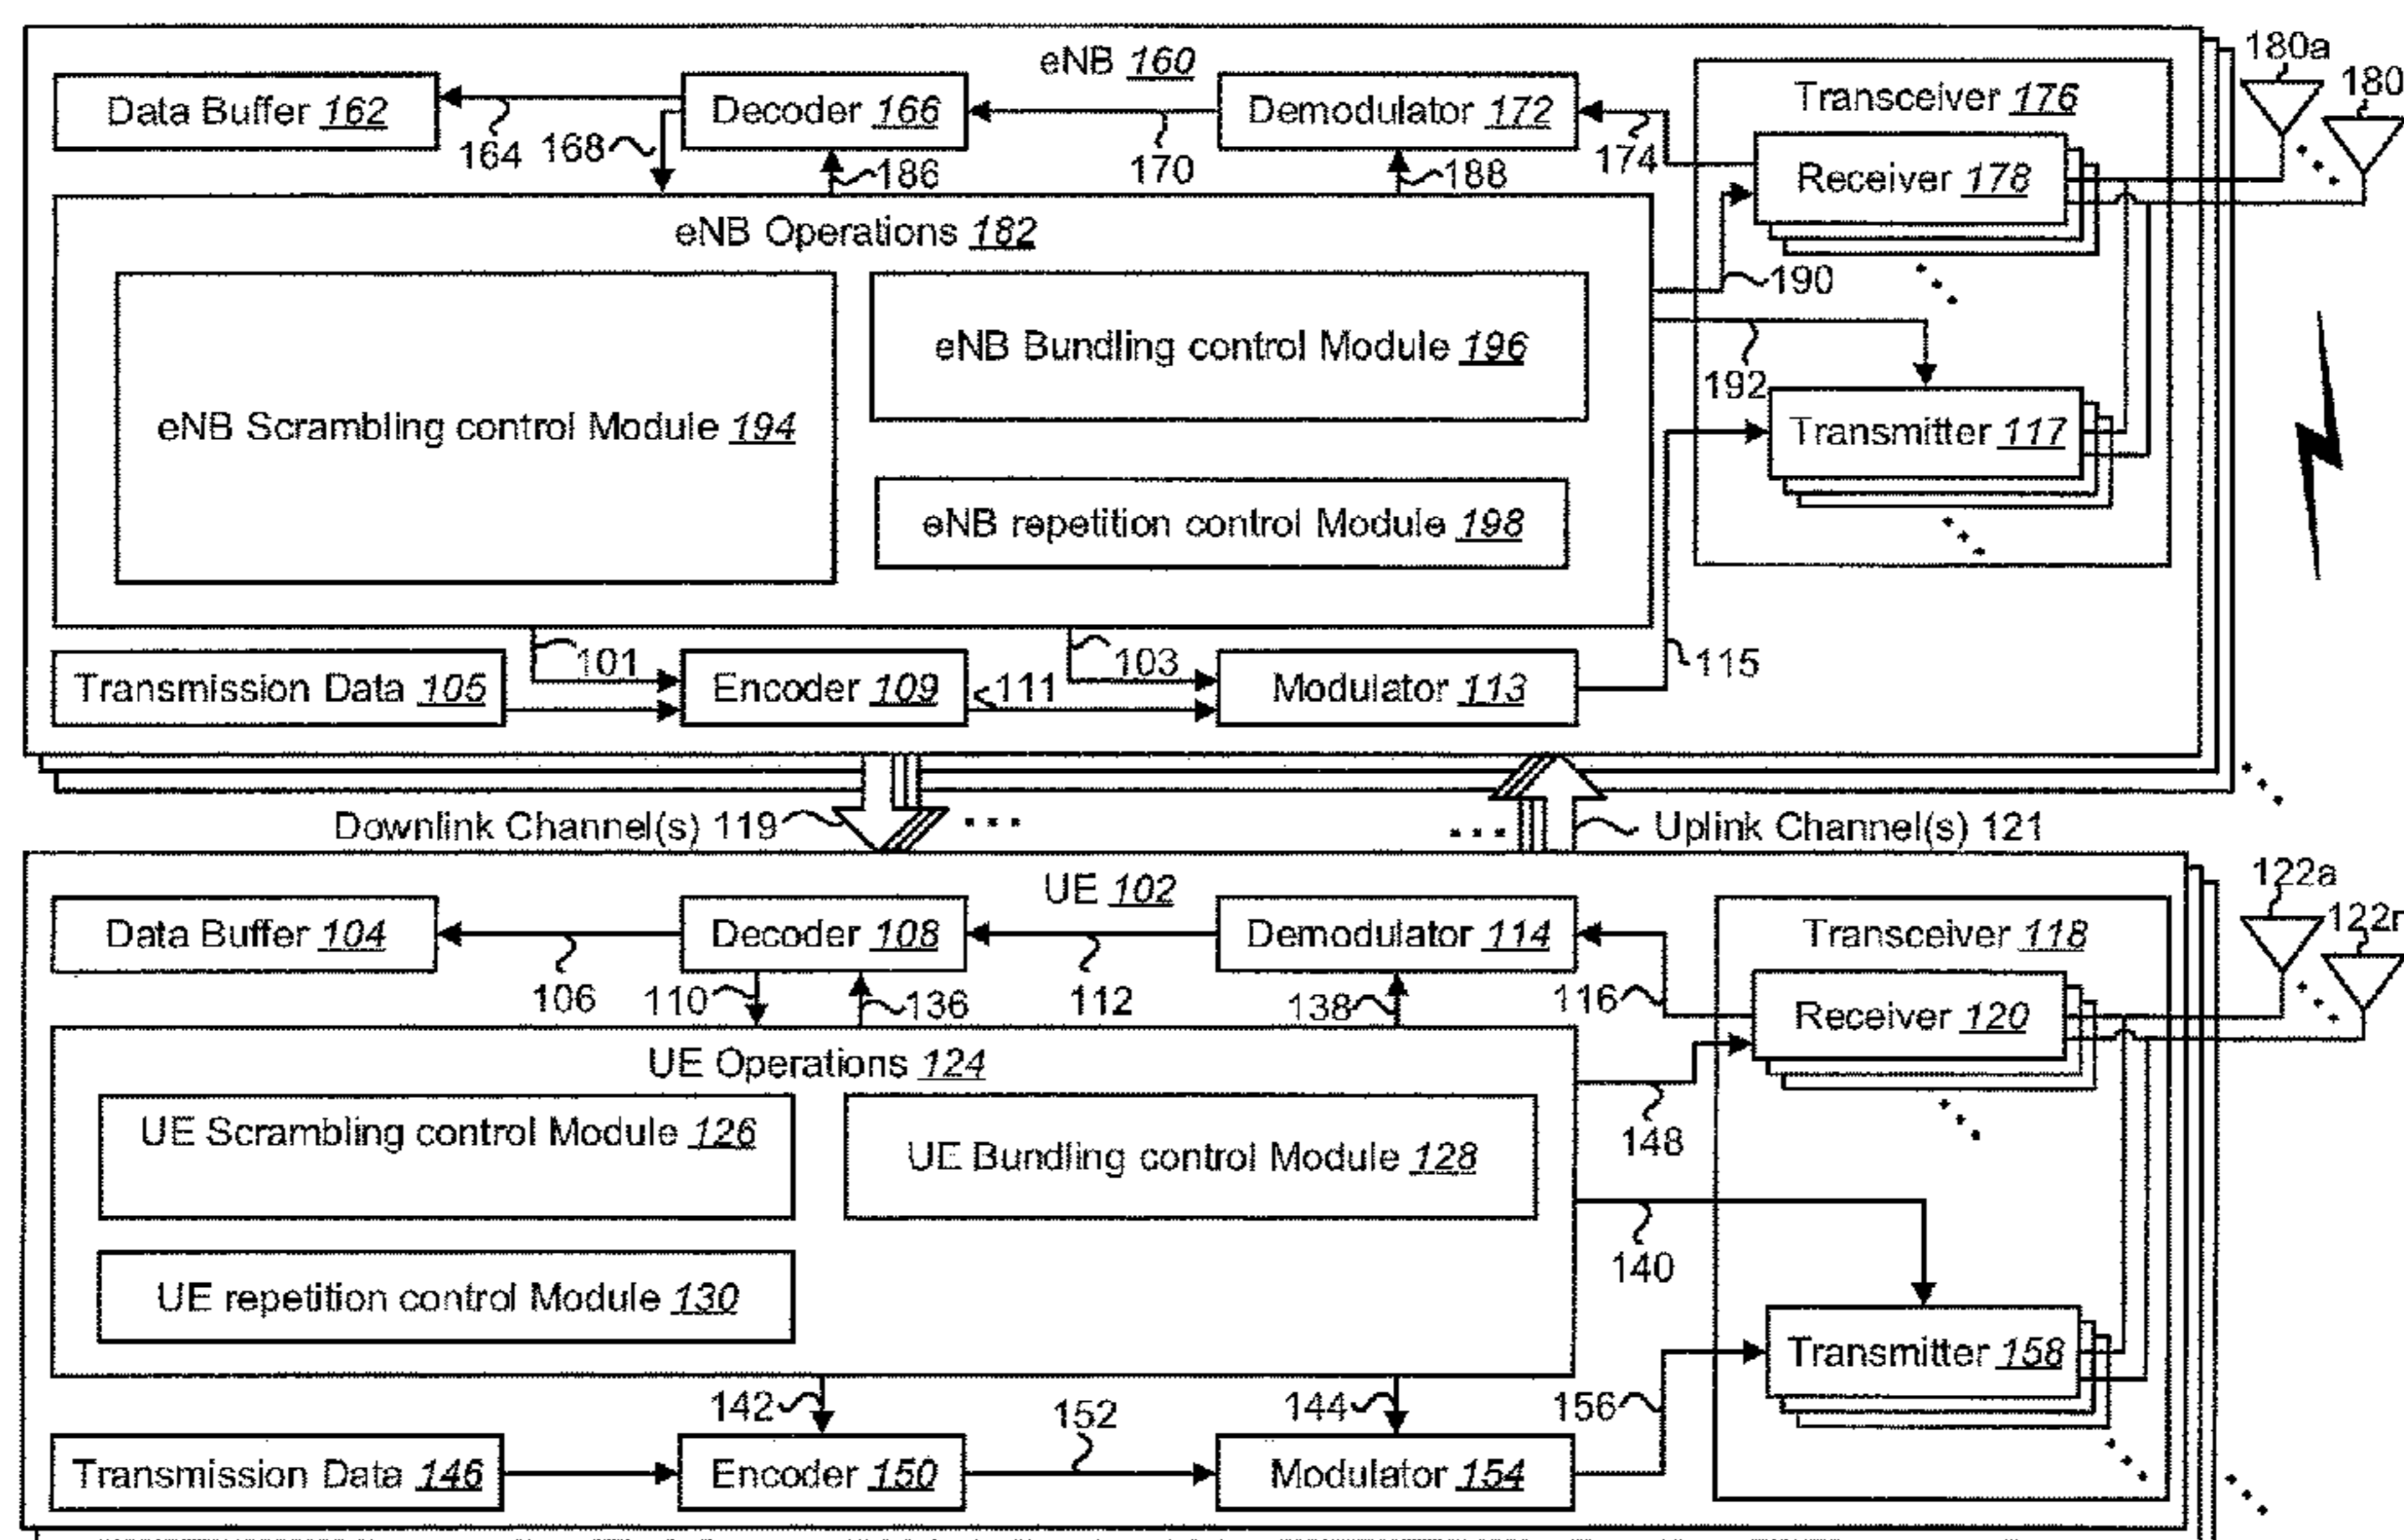 eNB 160
180a
180
Data Buffer 162
Decoder 166
Demodulator 172
Transceiver 176
164
168
186
170
188
174
Receiver 178
eNB Operations 182
190
eNB Scrambling control Module 194
eNB Bundling control Module 196
192
Transmitter 117
eNB repetition control Module 198
101
103
115
Transmission Data 105
Encoder 109
111
Modulator 113
Downlink Channel(s) 119
Uplink Channel(s) 121
UE 102
122a
122n
Data Buffer 104
Decoder 108
Demodulator 114
Transceiver 118
106
110
136
112
138
116
Receiver 120
UE Operations 124
148
UE Scrambling control Module 126
UE Bundling control Module 128
140
UE repetition control Module 130
Transmitter 158
142
152
144
156
Transmission Data 146
Encoder 150
Modulator 154